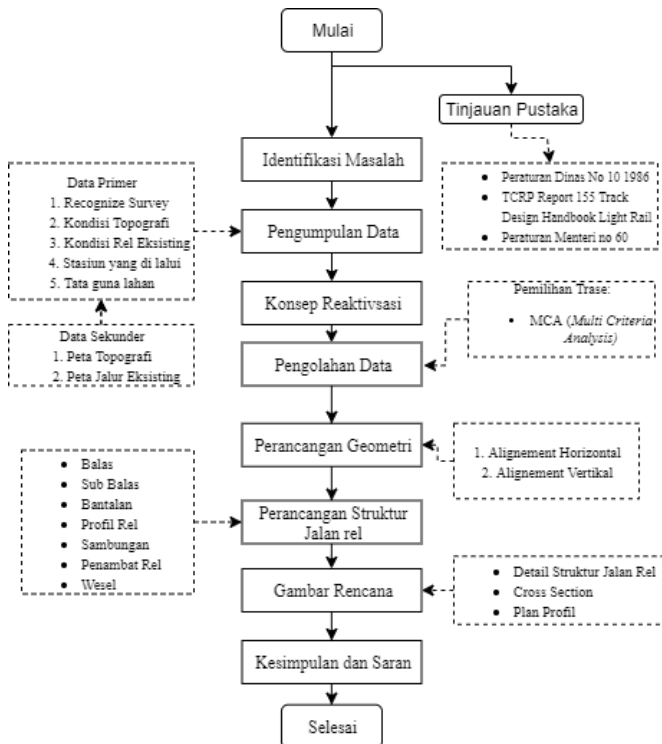 Mulai
Tinjauan Pustaka
• Peraturan Dinas No 10 1986
• TCRP Report 155 Track
Design Handbook Light Rail
• Peraturan Menteri no 60
Identifikasi Masalah
Data Primer
1. Recognize Survey
2. Kondisi Topografi
3. Kondisi Rel Eksisting
4. Stasiun yang di lalui
5. Tata guna lahan
Pengumpulan Data
Data Sekunder
1. Peta Topografi
2. Peta Jalur Eksisting
Konsep Reaktivsasi
Pemilihan Trase:
• MCA (Multi Criteria
Analysis)
Pengolahan Data
Perancangan Geometri
1. Alignement Horizontal
2. Alignement Vertikal
• Balas
• Sub Balas
• Bantalan
• Profil Rel
• Sambungan
• Penambat Rel
• Wesel
Perancangan Struktur
Jalan rel
Gambar Rencana
• Detail Struktur Jalan Rel
• Cross Section
• Plan Profil
Kesimpulan dan Saran
Selesai